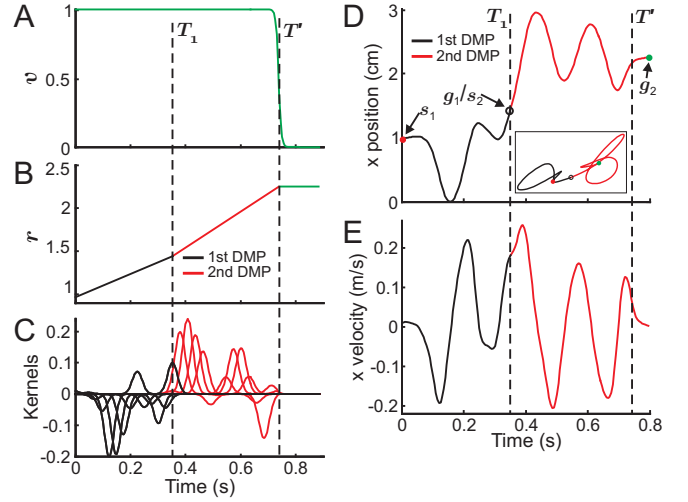 A
1
0.5
0
v
T₁
T'
B
2.5
2
1
r
1st DMP
2nd DMP
C
0.2
0.1
0
-0.1
0.2
Kernels
0
0.2
0.4
0.6
0.8
Time (s)
D
1st DMP
2nd DMP
T₁
T'
3
2
1
0
x position (cm)
s₁
g₁/s₂
g₂
E
0.2
0.1
0
-0.1
-0.2
x velocity (m/s)
0
0.2
0.4
0.6
0.8
Time (s)